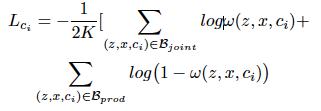 L_{c_i} = -\frac{1}{2K}[ \sum_{(z,x,c_i)\in\mathcal{B}_{joint}} log\omega(z, x, c_i)+
\sum_{(z,x,c_i)\in\mathcal{B}_{prod}} log(1 - \omega(z, x, c_i))